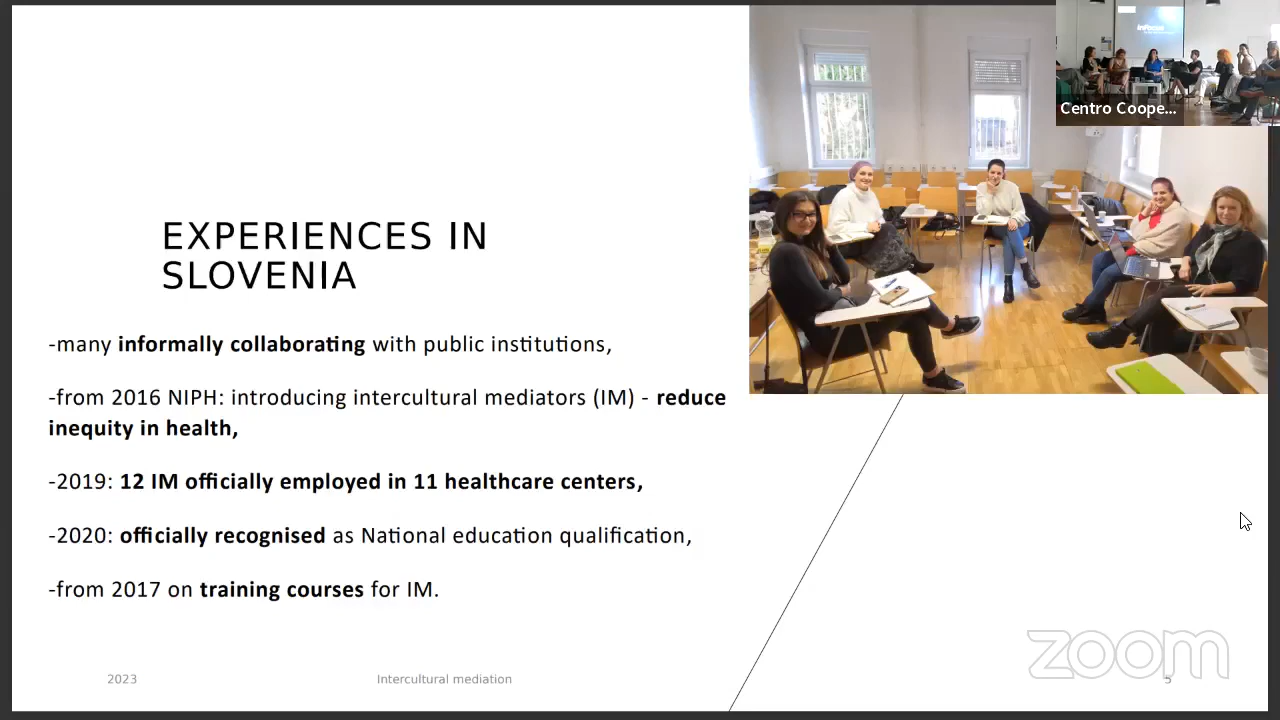 InFocus
Centro Coope...
EXPERIENCES IN
SLOVENIA
-many informally collaborating with public institutions,
-from 2016 NIPH: introducing intercultural mediators (IM) - reduce
inequity in health,
-2019: 12 IM officially employed in 11 healthcare centers,
-2020: officially recognised as National education qualification,
-from 2017 on training courses for IM.
2023
Intercultural mediation
5
zoom